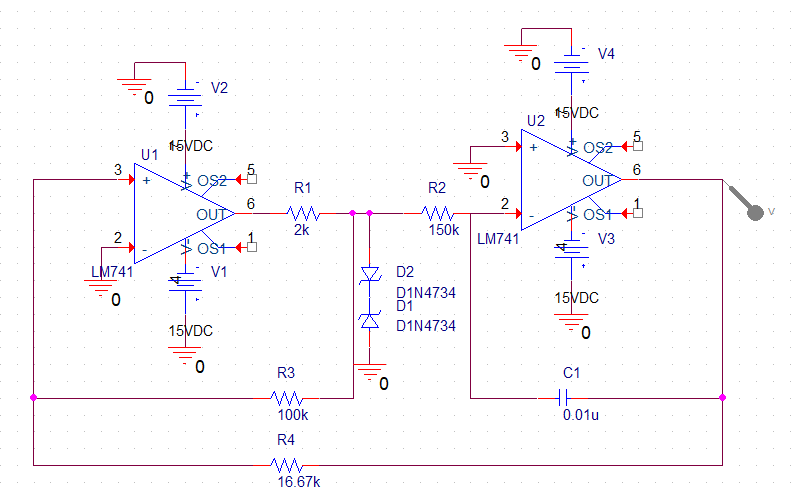 V4
0
V2
0
15VDC
U2
3
+
V+
OS2
5
15VDC
U1
3
+
V+
OS2
5
0
OUT
6
R1
R2
OUT
6
V
2k
150k
2
-
LM741
V-
OS1
1
V3
2
-
LM741
V-
OS1
1
V1
0
D2
D1N4734
D1
D1N4734
15VDC
0
15VDC
0
0
R3
100k
C1
0.01u
R4
16.67k